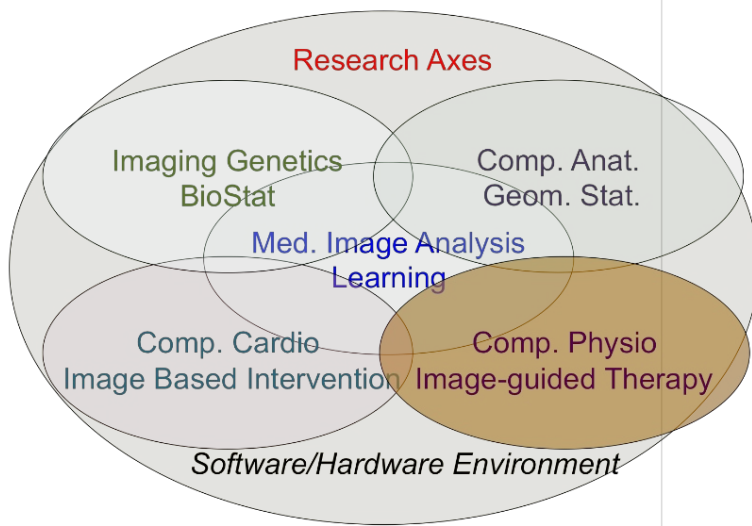 Research Axes
Imaging Genetics
BioStat
Comp. Anat.
Geom. Stat.
Med. Image Analysis
Learning
Comp. Cardio
Image Based Intervention
Comp. Physio
Image-guided Therapy
Software/Hardware Environment